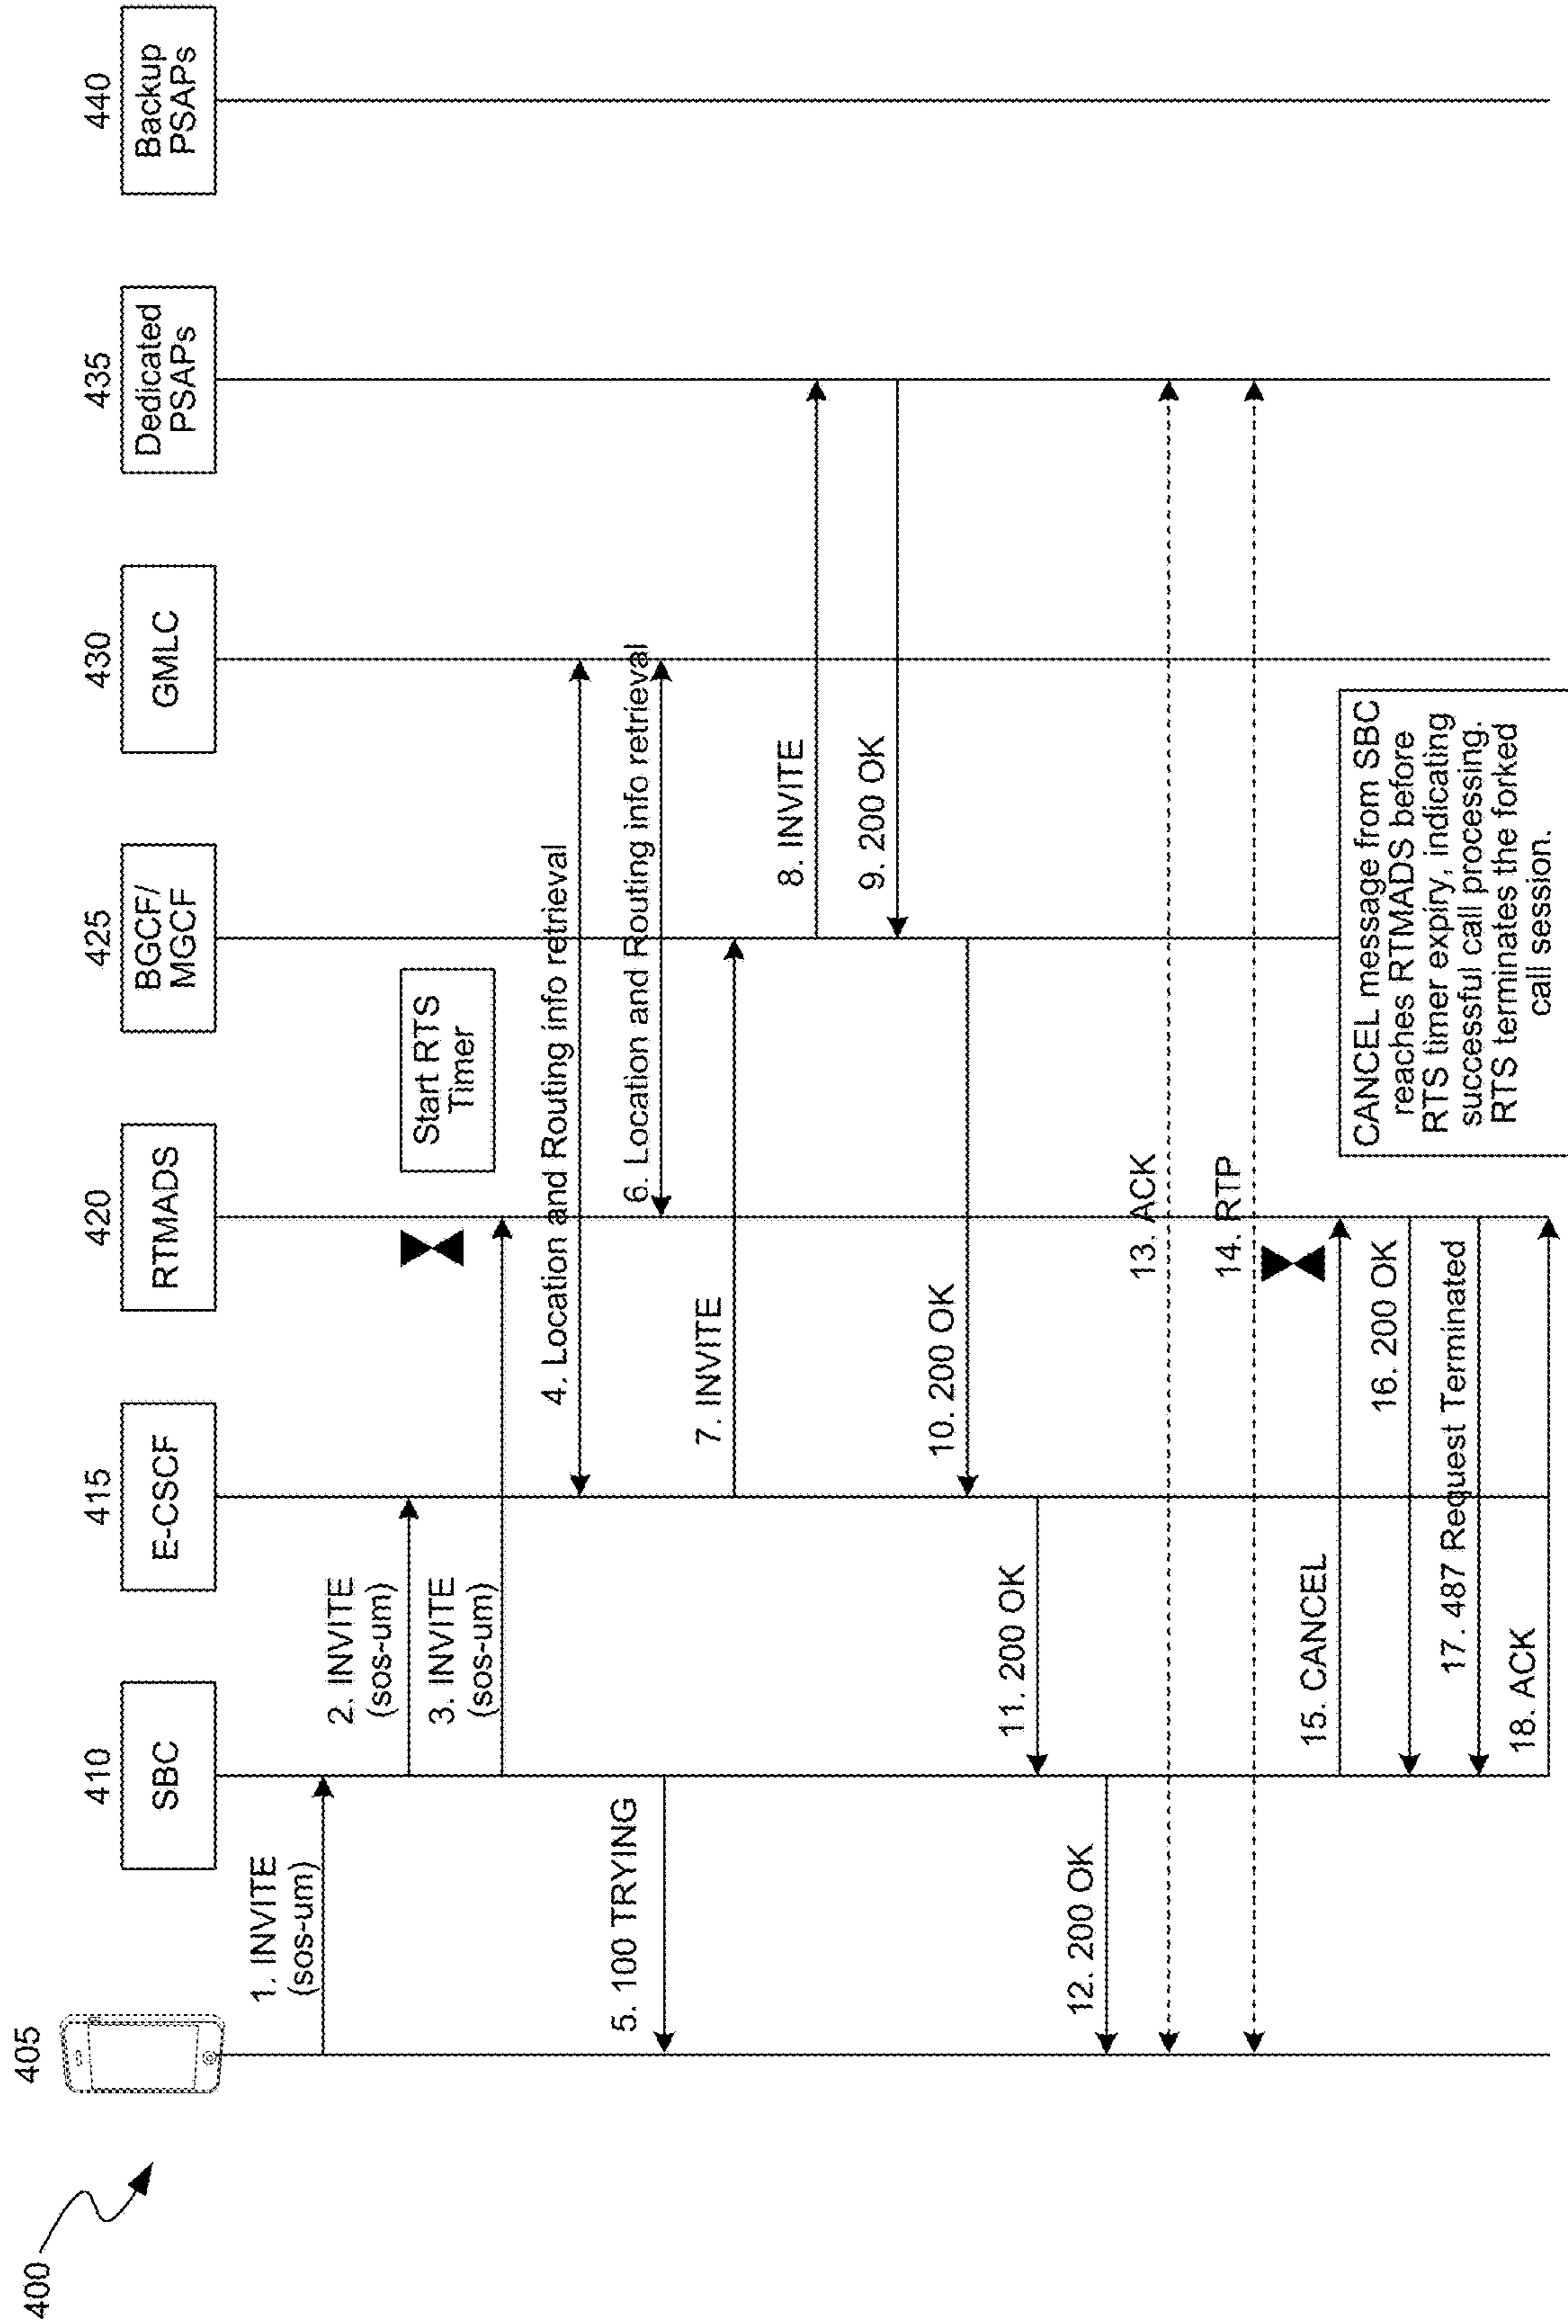 400
405
410
SBC
415
E-CSCF
420
RTMADS
425
BGCF/
MGCF
430
GMLC
435
Dedicated
PSAPs
440
Backup
PSAPs
1. INVITE
(sos-um)
2. INVITE
(sos-um)
Start RTS
Timer
3. INVITE
(sos-um)
4. Location and Routing info retrieval
5. 100 TRYING
6. Location and Routing info retrieval
7. INVITE
8. INVITE
9. 200 OK
10. 200 OK
11. 200 OK
12. 200 OK
13. ACK
14. RTP
15. CANCEL
16. 200 OK
17. 487 Request Terminated
18. ACK
CANCEL message from SBC
reaches RTMADS before
RTS timer expiry, indicating
successful call processing.
RTS terminates the forked
call session.